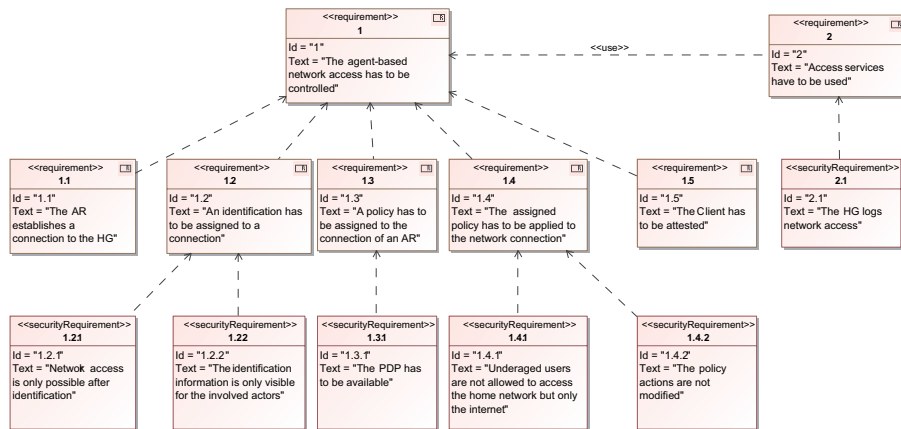 <<requirement>>
1
Id = "1"
Text = "The agent-based
network access has to be
controlled"
<<use>>
<<requirement>>
2
Id = "2"
Text = "Access services
have to be used"
<<requirement>>
1.1
Id = "1.1"
Text = "The AR
establishes a
connection to the HG"
<<requirement>>
1.2
Id = "1.2"
Text = "An identification has
to be assigned to a
connection"
<<requirement>>
1.3
Id = "1.3"
Text = "A policy has to
be assigned to the
connection of an AR"
<<requirement>>
1.4
Id = "1.4"
Text = "The assigned
policy has to be applied to
the network connection"
<<requirement>>
1.5
Id = "1.5"
Text = "The Client has
to be attested"
<<securityRequirement>>
2.1
Id = "2.1"
Text = "The HG logs
network access"
<<securityRequirement>>
1.2.1
Id = "1.2.1"
Text = "Network access
is only possible after
identification"
<<securityRequirement>>
1.2.2
Id = "1.2.2"
Text = "The identification
information is only visible
for the involved actors"
<<securityRequirement>>
1.3.1
Id = "1.3.1"
Text = "The PDP has
to be available"
<<securityRequirement>>
1.4.1
Id = "1.4.1"
Text = "Underaged users
are not allowed to access
the home network but only
the internet"
<<securityRequirement>>
1.4.2
Id = "1.4.2"
Text = "The policy
actions are not
modified"